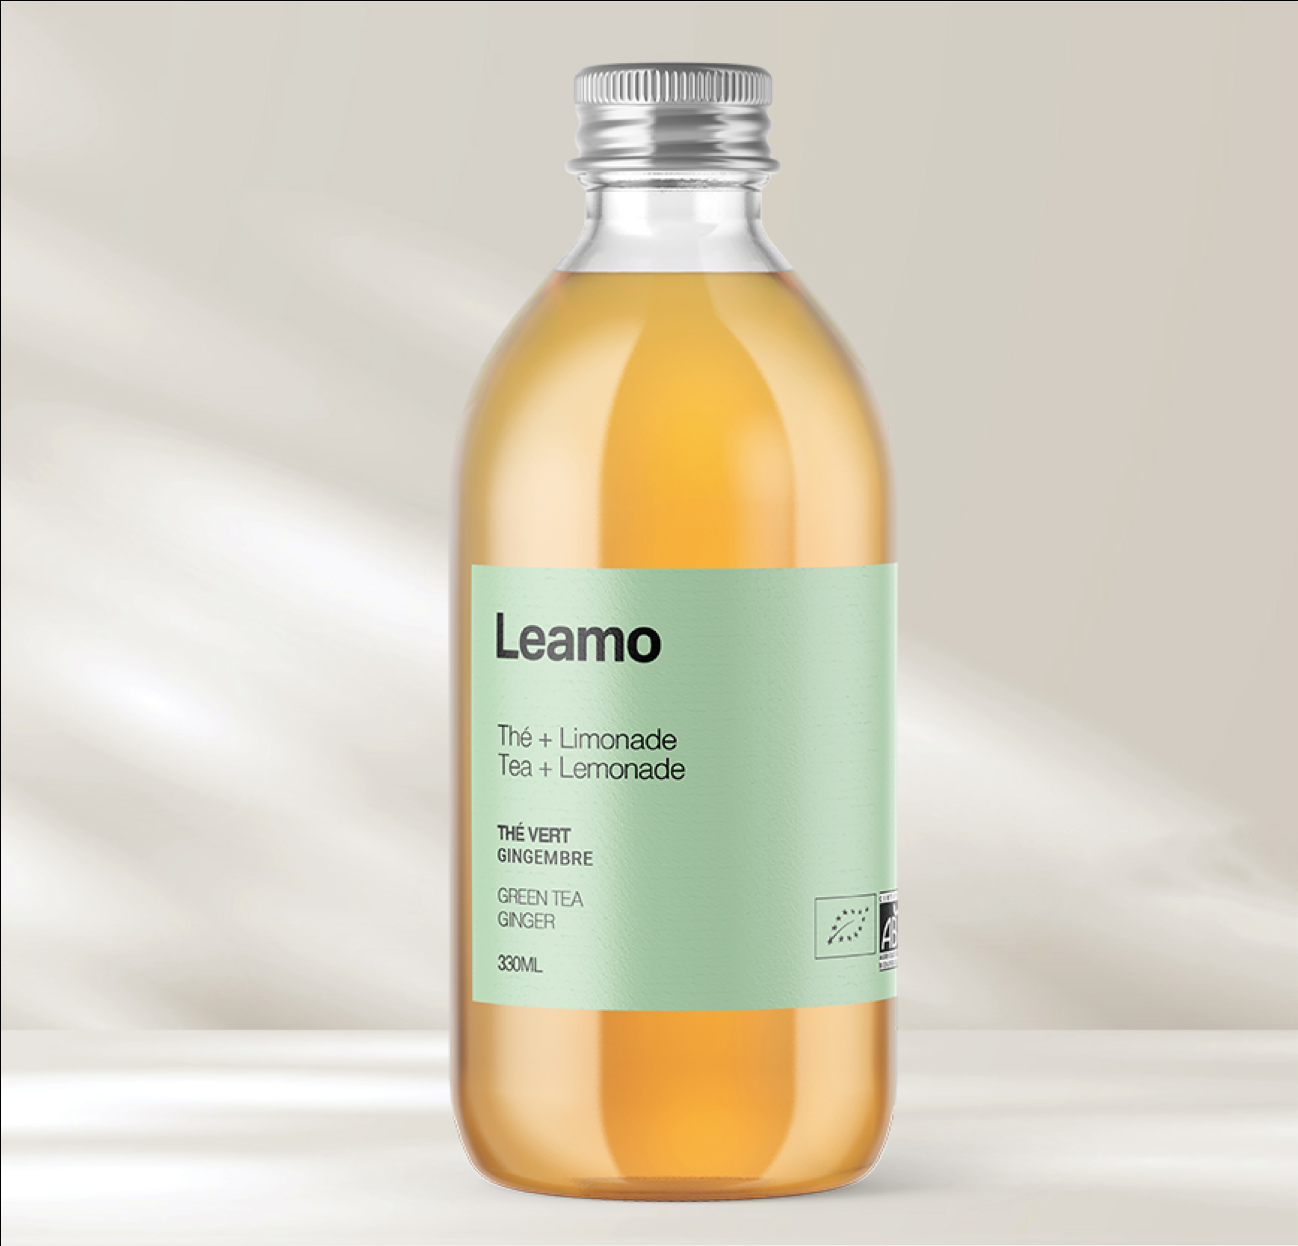 Leamo
Thé + Limonade
Tea + Lemonade
THÉ VERT
GINGEMBRE
GREEN TEA
GINGER
330ML
AB